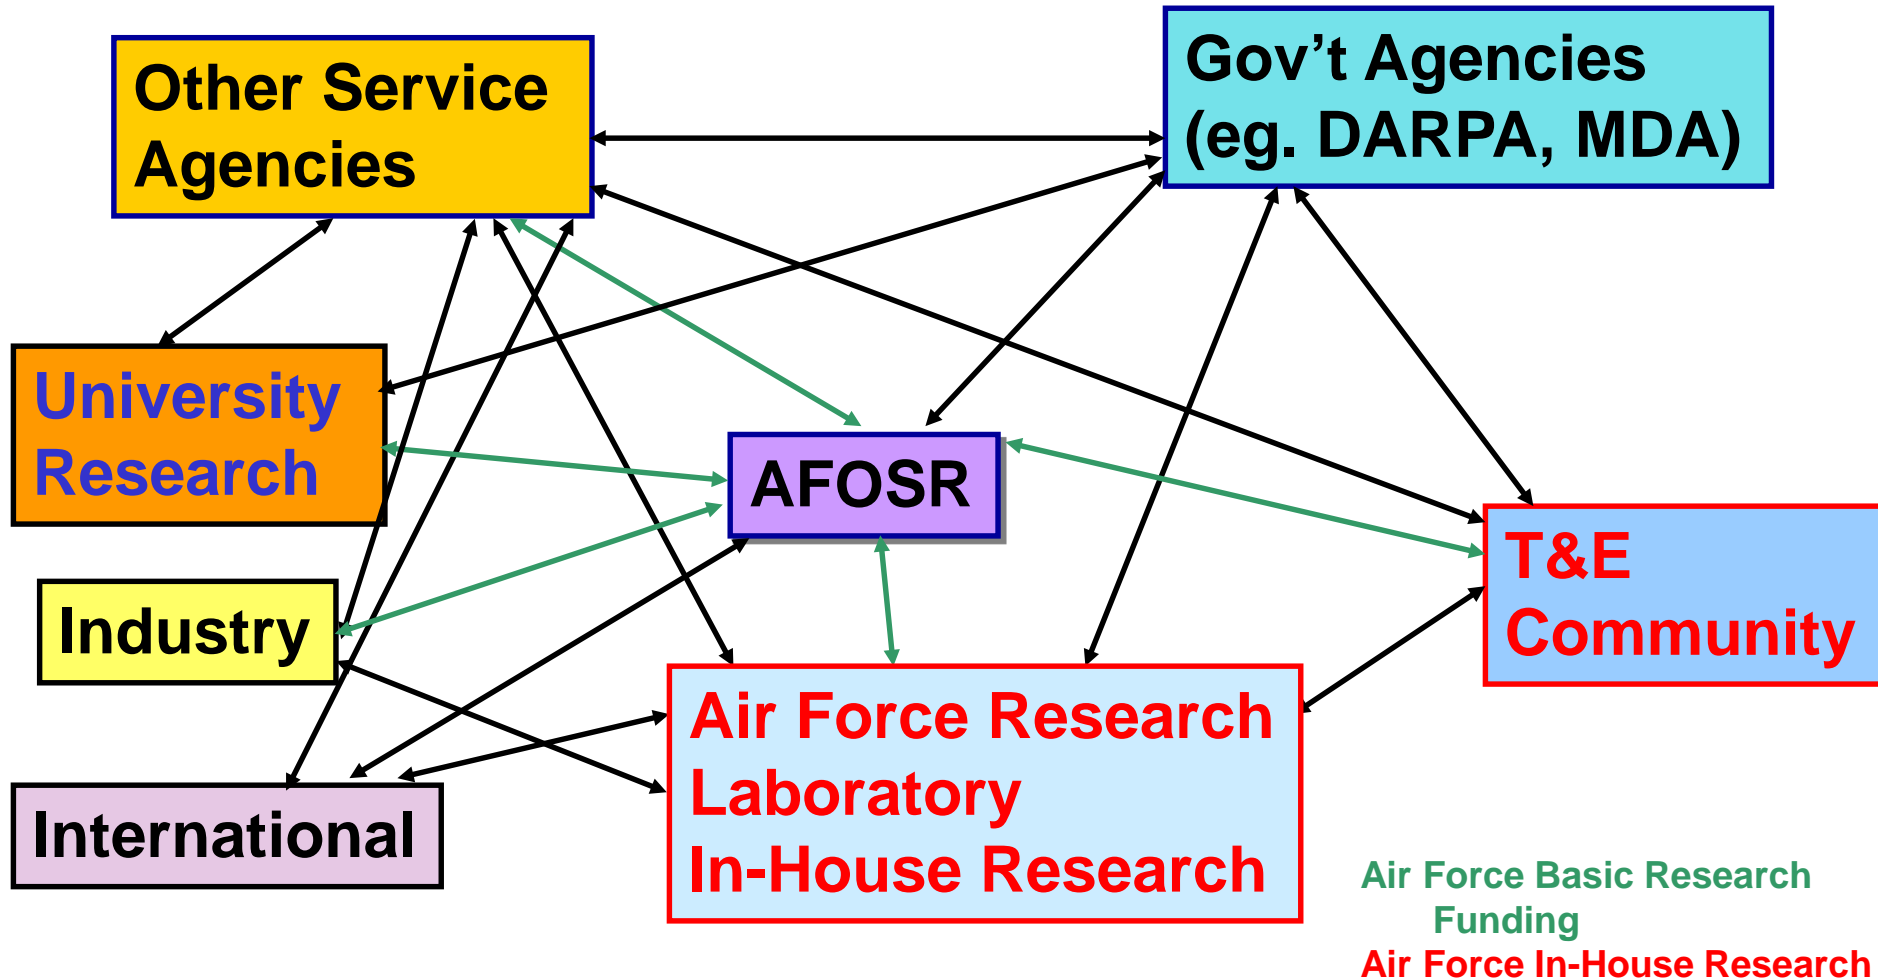 Other Service
Agencies
Gov’t Agencies
(eg. DARPA, MDA)
University
Research
AFOSR
T&E
Community
Industry
Air Force Research
Laboratory
In-House Research
International
Air Force Basic Research
Funding
Air Force In-House Research